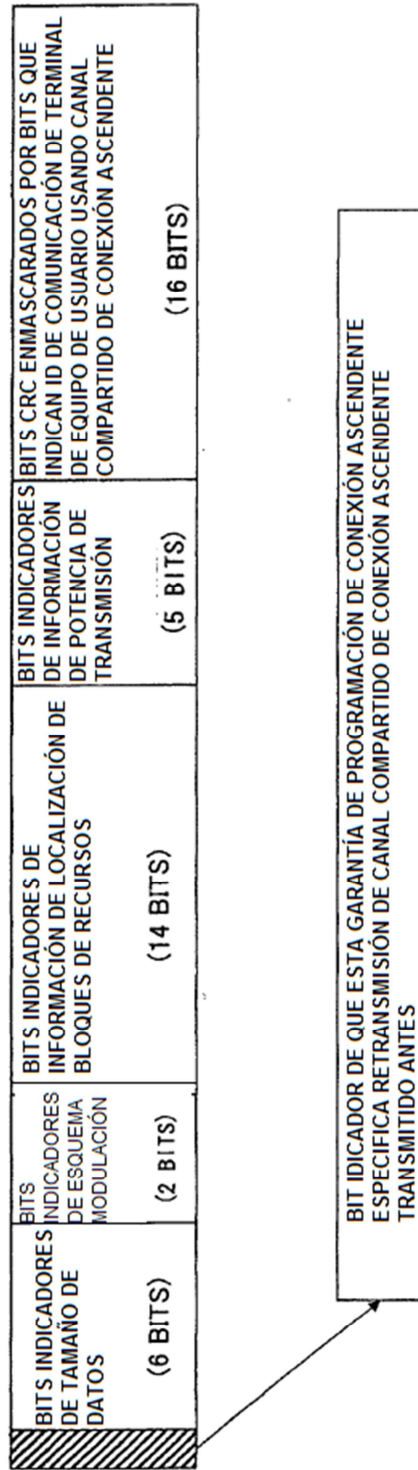 BITS INDICADORES
DE TAMAÑO DE
DATOS
(6 BITS)
BITS
INDICADORES
DE ESQUEMA
MODULACIÓN
(2 BITS)
BITS INDICADORES DE
INFORMACIÓN DE LOCALIZACIÓN DE
BLOQUES DE RECURSOS
(14 BITS)
BITS INDICADORES
DE INFORMACIÓN
DE POTENCIA DE
TRANSMISIÓN
(5 BITS)
BITS CRC ENMASCARADOS POR BITS QUE
INDICAN ID DE COMUNICACIÓN DE TERMINAL
DE EQUIPO DE USUARIO USANDO CANAL
COMPARTIDO DE CONEXIÓN ASCENDENTE
(16 BITS)
BIT IDICADOR DE QUE ESTA GARANTÍA DE PROGRAMACIÓN DE CONEXIÓN ASCENDENTE
ESPECIFICA RETRANSMISIÓN DE CANAL COMPARTIDO DE CONEXIÓN ASCENDENTE
TRANSMITIDO ANTES